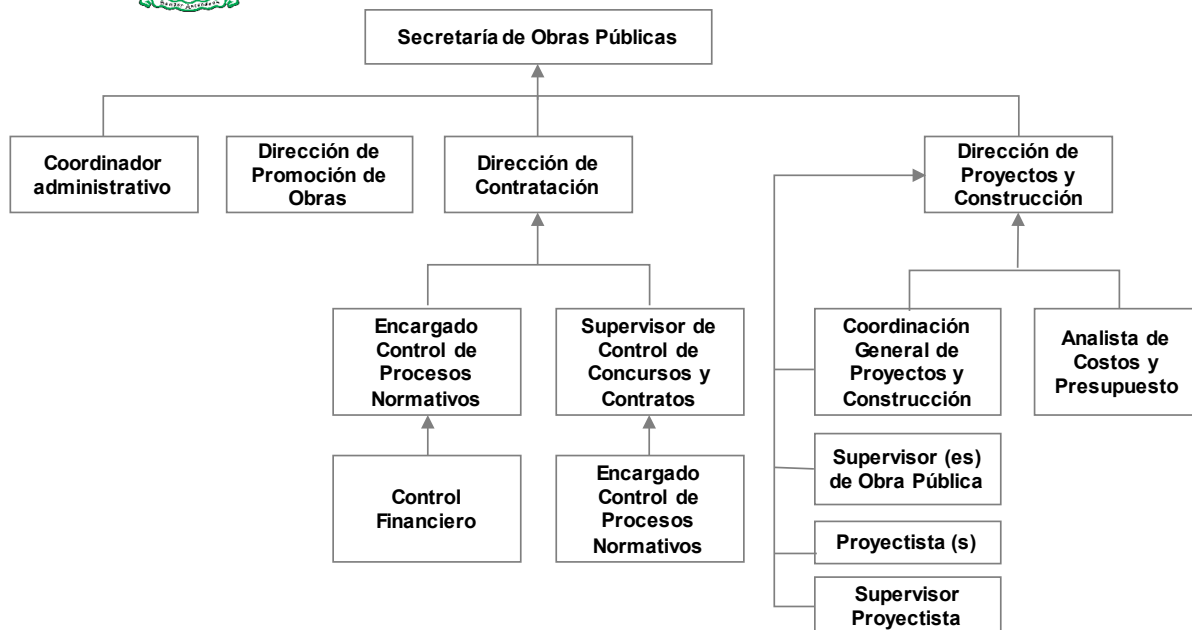 Secretaría de Obras Públicas
Coordinador
administrativo
Dirección de
Promoción de
Obras
Dirección de
Contratación
Dirección de
Proyectos y
Construcción
Encargado
Control de
Procesos
Normativos
Supervisor de
Control de
Concursos y
Contratos
Coordinación
General de
Proyectos y
Construcción
Analista de
Costos y
Presupuesto
Control
Financiero
Encargado
Control de
Procesos
Normativos
Supervisor (es)
de Obra Pública
Proyectista (s)
Supervisor
Proyectista